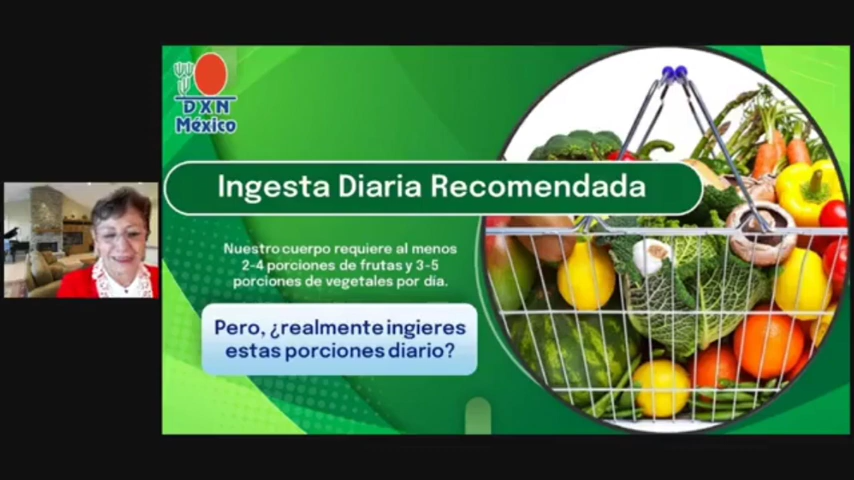 DXN
México
Ingesta Diaria Recomendada
Nuestro cuerpo requiere al menos
2-4 porciones de frutas y 3-5
porciones de vegetales por día.
Pero, ¿realmente ingieres
estas porciones diario?